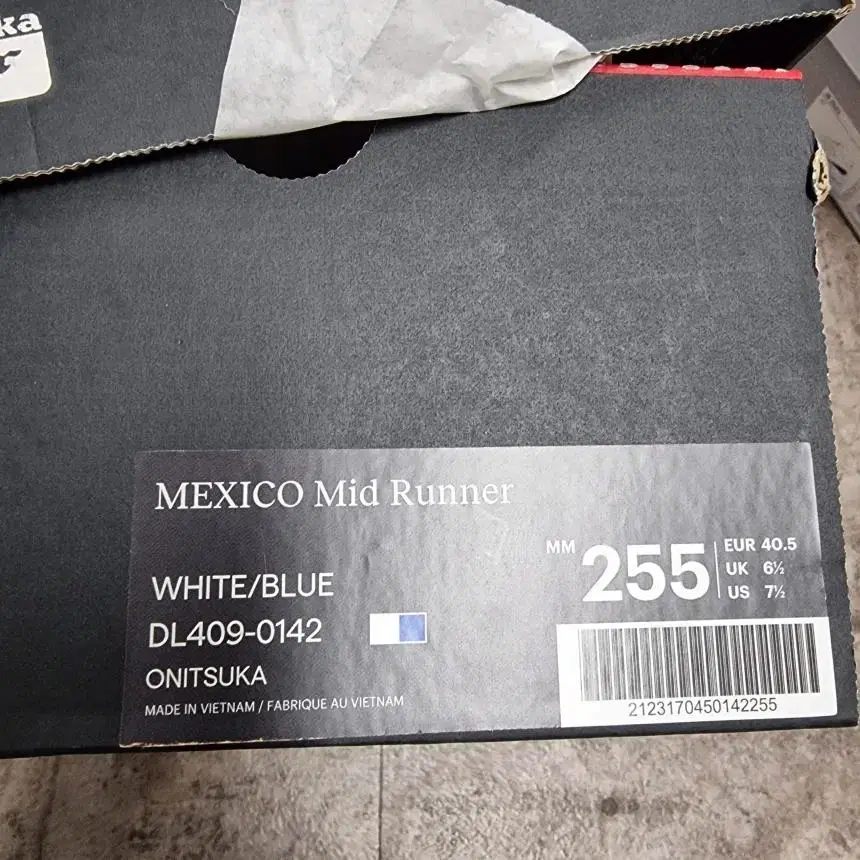 ka
MEXICO Mid Runner
WHITE/BLUE
DL409-0142
ONITSUKA
MADE IN VIETNAM / FABRIQUE AU VIETNAM
MM 255
EUR 40.5
UK 6½
US 7½
2123170450142255